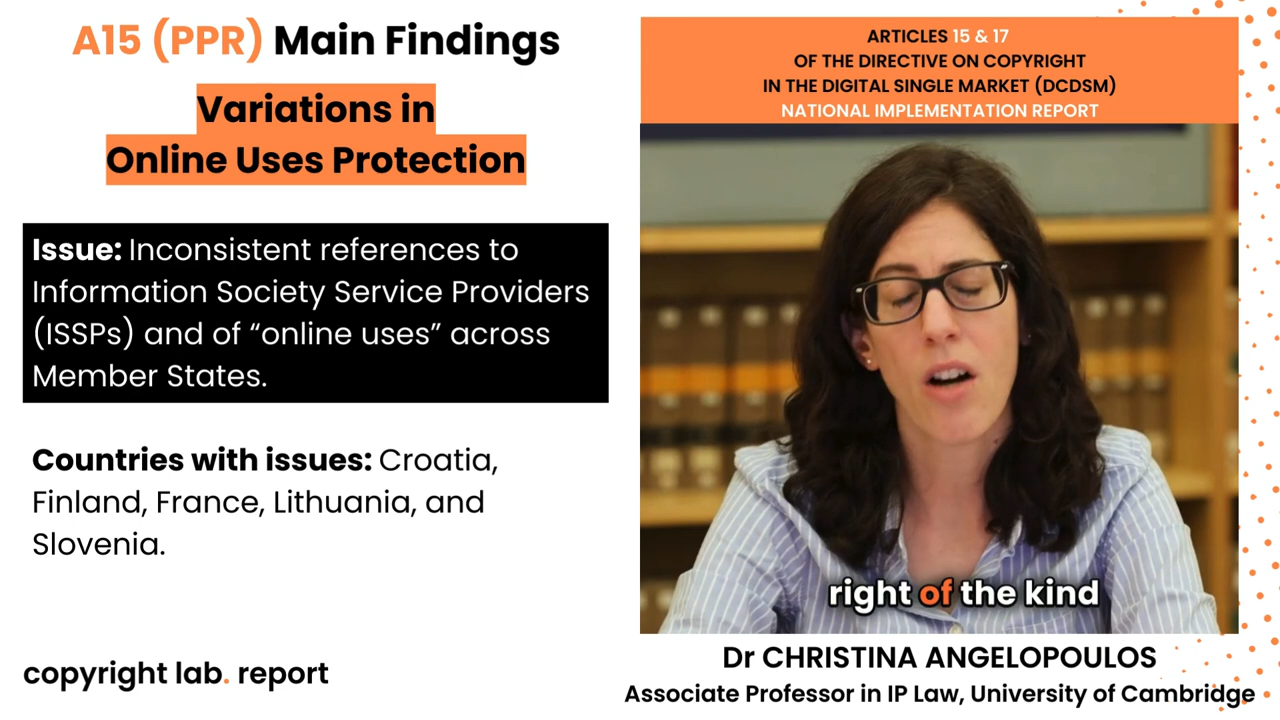 A15 (PPR) Main Findings
Variations in
Online Uses Protection
Issue: Inconsistent references to
Information Society Service Providers
(ISSPs) and of “online uses” across
Member States.
Countries with issues: Croatia,
Finland, France, Lithuania, and
Slovenia.
copyright lab. report
ARTICLES 15 & 17
OF THE DIRECTIVE ON COPYRIGHT
IN THE DIGITAL SINGLE MARKET (DCDSM)
NATIONAL IMPLEMENTATION REPORT
right of the kind
Dr CHRISTINA ANGELOPOULOS
Associate Professor in IP Law, University of Cambridge